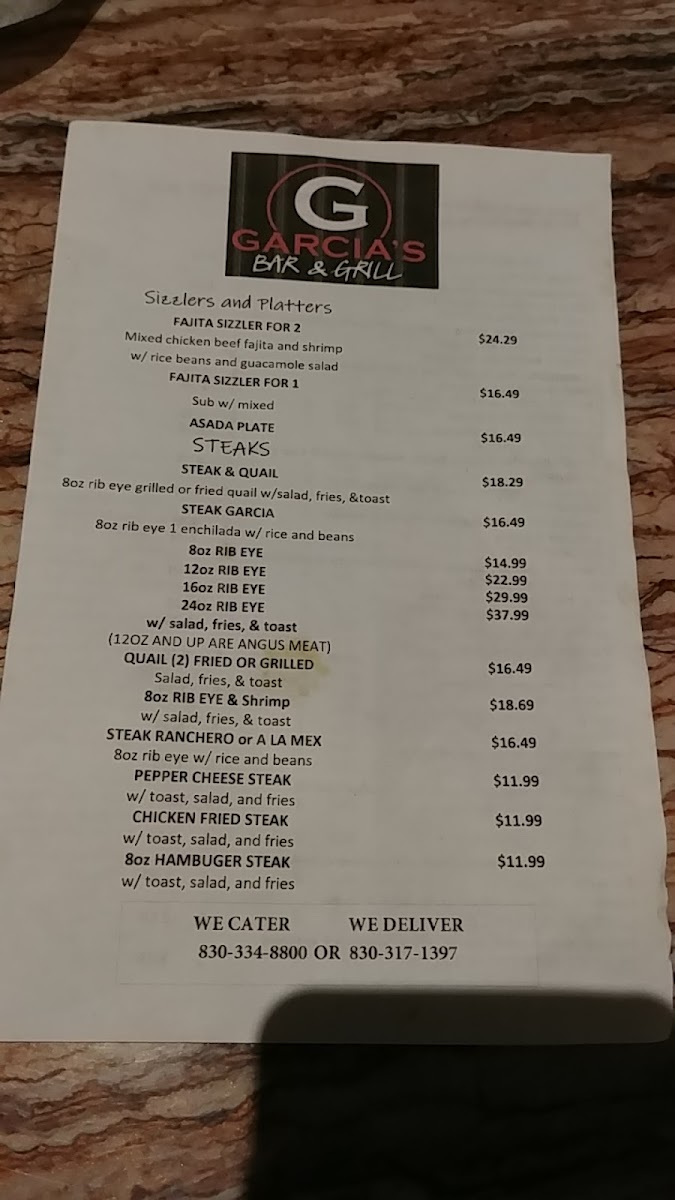 G
GARCIA'S
BAR & GRILL
Sizzlers and Platters
FAJITA SIZZLER FOR 2
Mixed chicken beef fajita and shrimp $24.29
w/ rice beans and guacamole salad
FAJITA SIZZLER FOR 1 $16.49
Sub w/ mixed
ASADA PLATE $16.49
STEAKS
STEAK & QUAIL $18.29
8oz rib eye grilled or fried quail w/salad, fries, &toast
STEAK GARCIA $16.49
8oz rib eye 1 enchilada w/ rice and beans
8oz RIB EYE $14.99
12oz RIB EYE $22.99
16oz RIB EYE $29.99
24oz RIB EYE $37.99
w/ salad, fries, & toast
(12OZ AND UP ARE ANGUS MEAT)
QUAIL (2) FRIED OR GRILLED $16.49
Salad, fries, & toast
8oz RIB EYE & Shrimp $18.69
w/ salad, fries, & toast
STEAK RANCHERO or A LA MEX $16.49
8oz rib eye w/ rice and beans
PEPPER CHEESE STEAK $11.99
w/ toast, salad, and fries
CHICKEN FRIED STEAK $11.99
w/ toast, salad, and fries
8oz HAMBUGER STEAK $11.99
w/ toast, salad, and fries
WE CATER WE DELIVER
830-334-8800 OR 830-317-1397